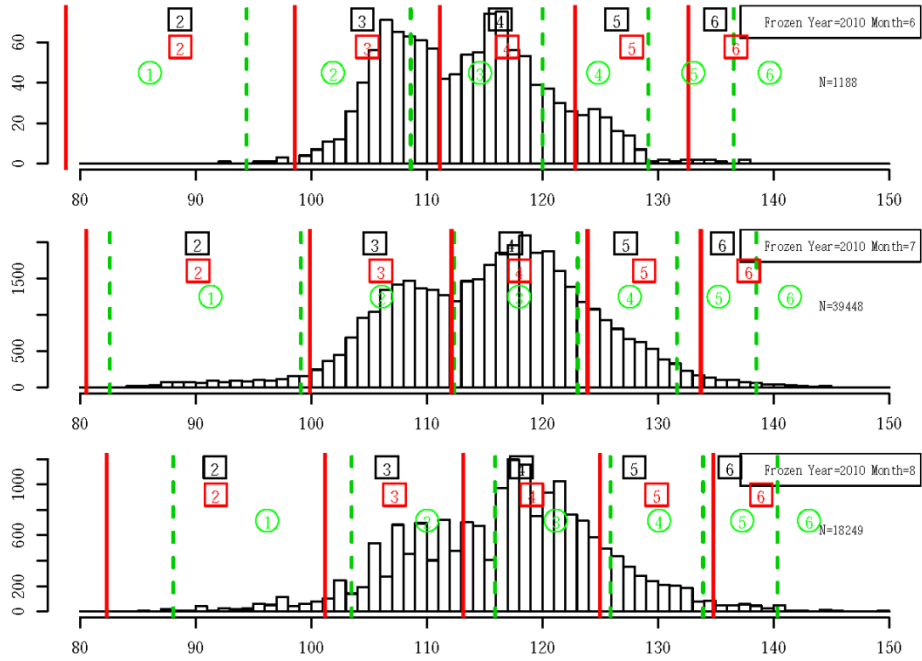 2 3 4 5 6 Frozen Year=2010 Month=6
2 3 4 5 6
1 2 3 4 5 6
N=1188
0 20 40 60
80 90 100 110 120 130 140 150
2 3 4 5 6 Frozen Year=2010 Month=7
2 3 4 5 6
1 2 3 4 5 6
N=39448
0 500 1500
80 90 100 110 120 130 140 150
2 3 4 5 6 Frozen Year=2010 Month=8
2 3 4 5 6
1 2 3 4 5 6
N=18249
0 200 600 1000
80 90 100 110 120 130 140 150